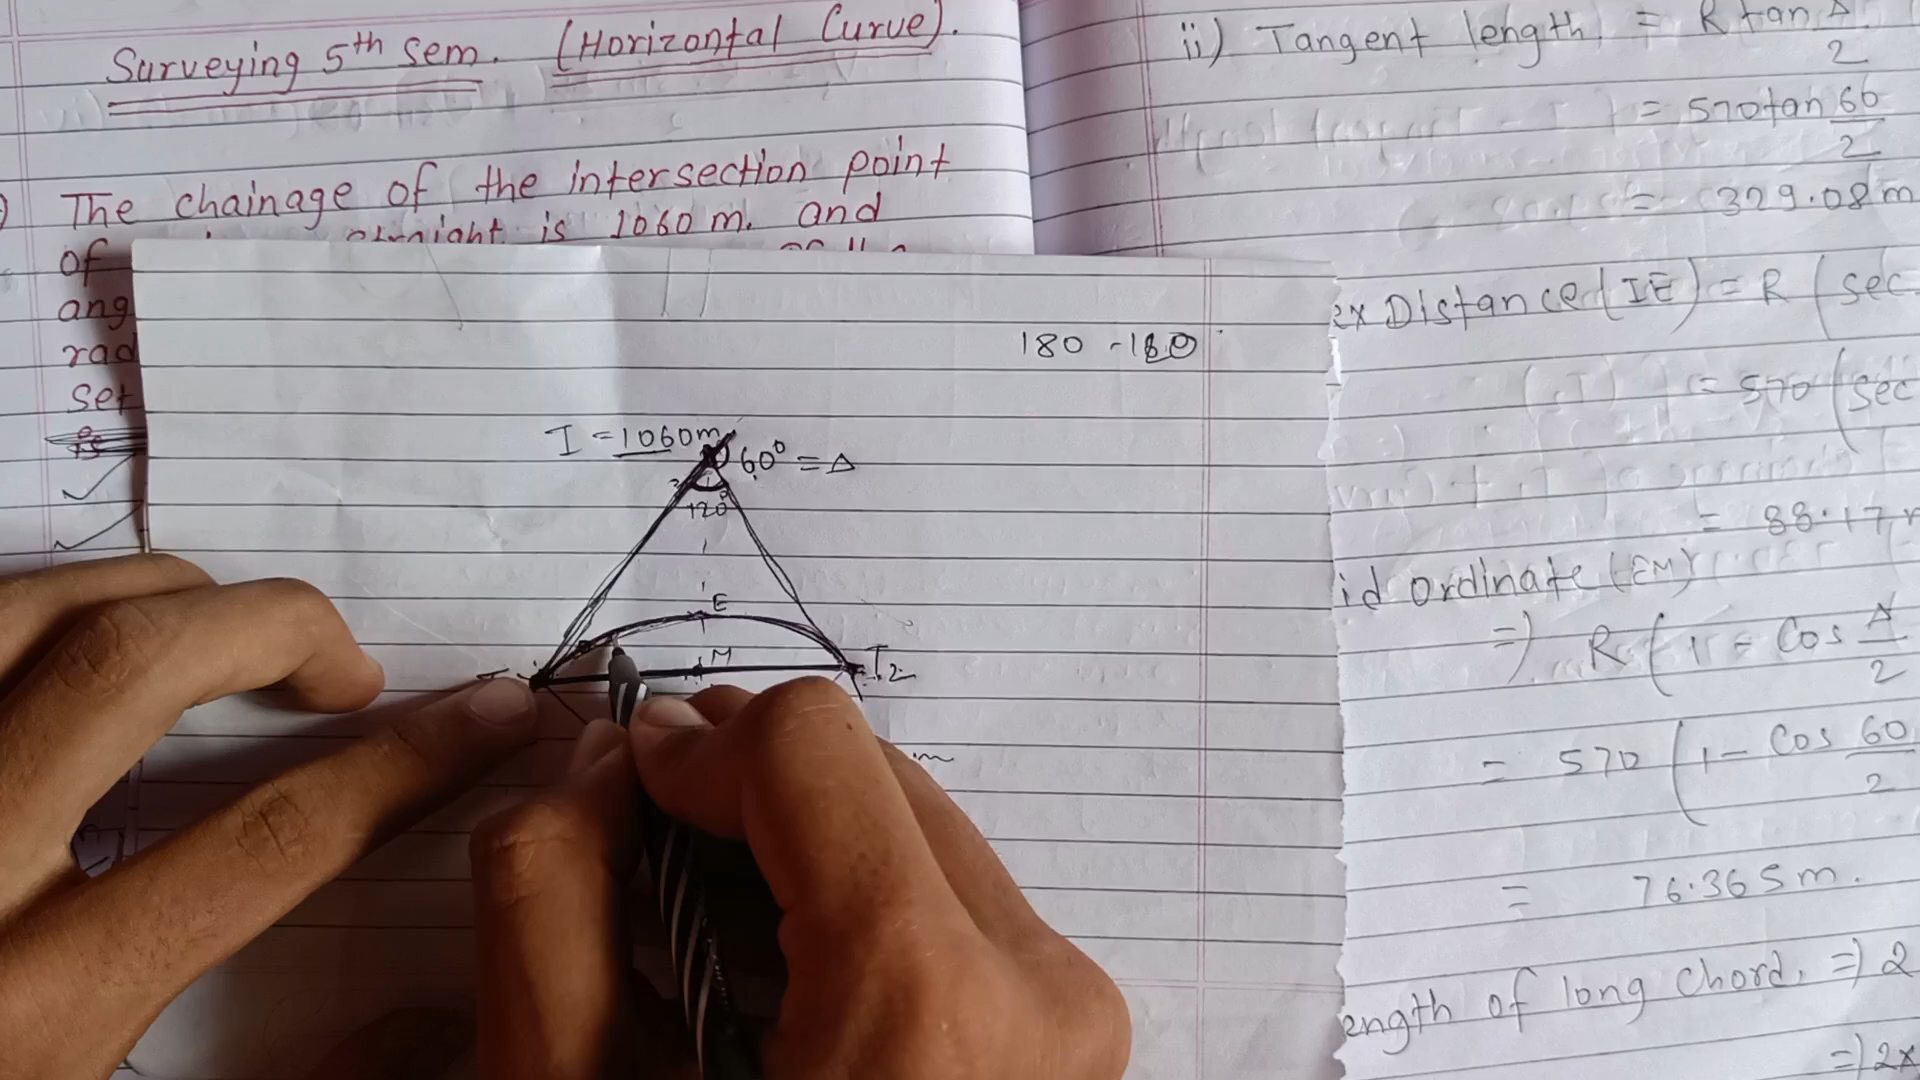 Surveying 5th sem. (Horizontal Curve).
The chainage of the intersection point
of straight is 1060 m. and
ang
rad
set
180 - 180
I = 1060m
60° = Δ
120°
E
M
T2
m
ii) Tangent length = R tan Δ/2
= 570 tan 60/2
= 329.08 m
ex Distance (IE) = R (sec
= 570 (sec
= 88.17
id ordinate (EM)
=) R (1 - Cos Δ/2
= 570 (1 - Cos 60/2
= 76.365 m.
ength of long chord. =) 2
=) 2x